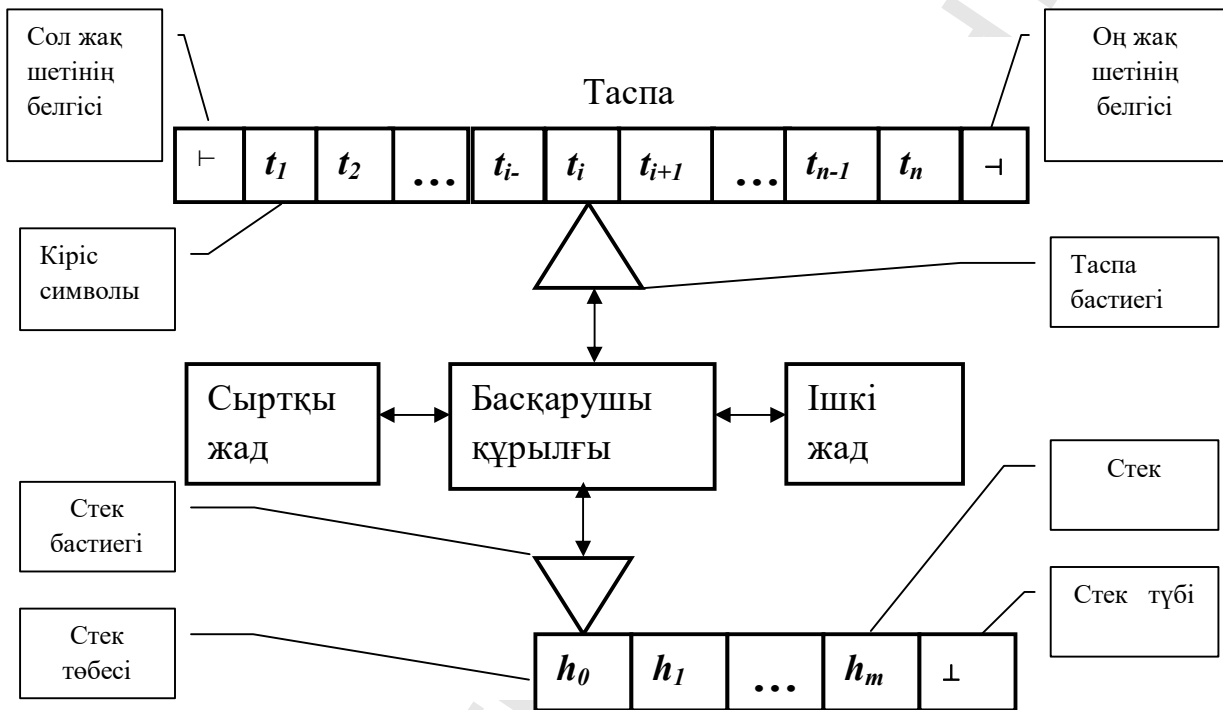 Сол жақ
шетінің
белгісі
Оң жақ
шетінің
белгісі
Таспа
⊢ t1 t2 ... ti- ti ti+1 ... tn-1 tn ⊣
Кіріс
символы
Таспа
бастиегі
Сыртқы
жад
Басқарушы
құрылғы
Ішкі
жад
Стек
Стек
бастиегі
Стек түбі
Стек
төбесі
h0 h1 ... hm ⊥